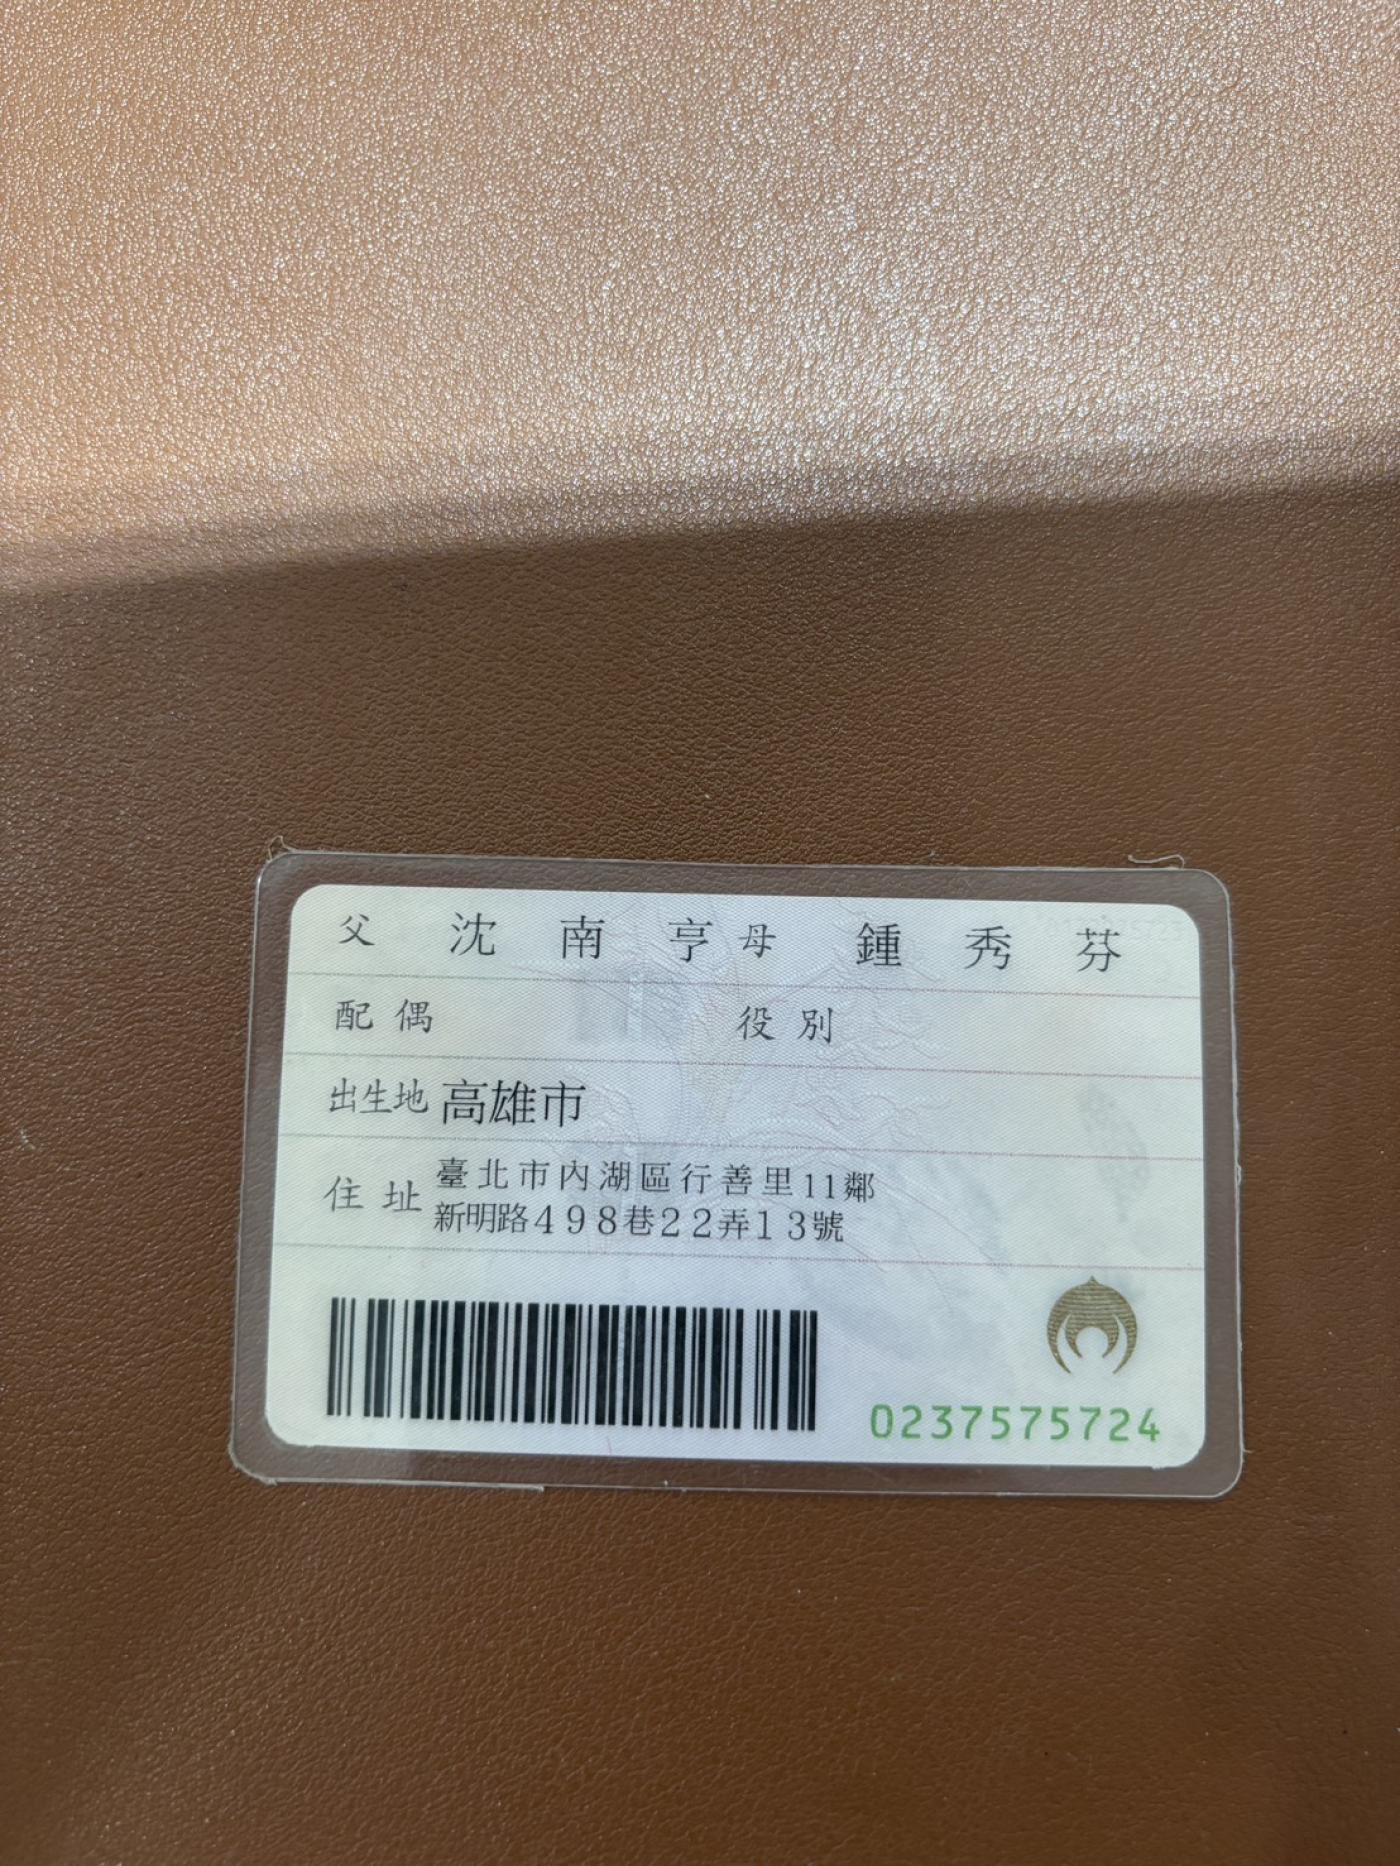 父 沈南亨 母 鍾秀芬
配偶 役別
出生地 高雄市
住址 臺北市內湖區行善里11鄰
新明路498巷22弄13號
0237575724